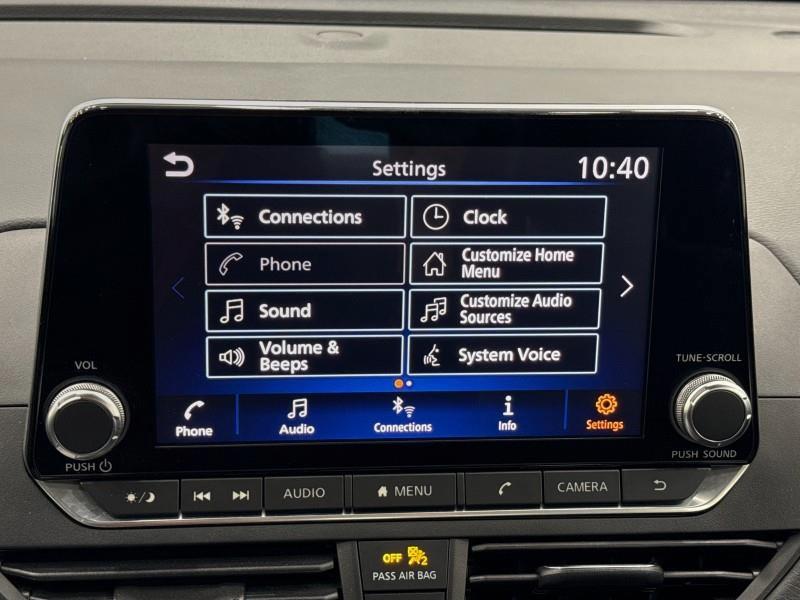 Settings
10:40
Connections
Clock
Phone
Customize Home
Menu
Sound
Customize Audio
Sources
Volume &
Beeps
System Voice
Phone
Audio
Connections
i
Info
Settings
VOL
PUSH
TUNE·SCROLL
PUSH SOUND
AUDIO
MENU
CAMERA
OFF
2
PASS AIR BAG